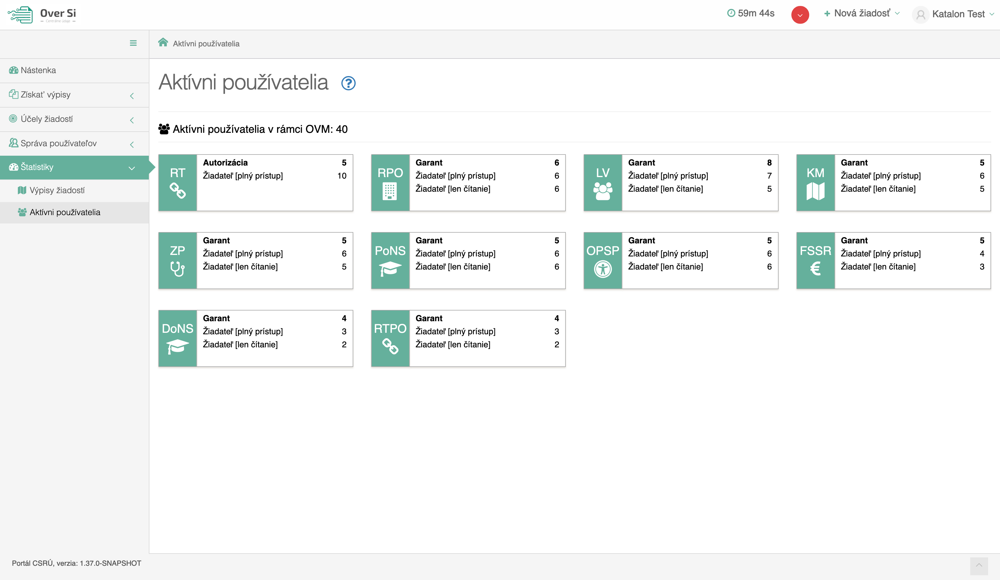 Over Si
– Centrálne údaje –
59m 44s
Nová žiadosť
Katalon Test
Aktívni používatelia
Nástenka
Získať výpisy
Účely žiadostí
Správa používateľov
Štatistiky
Výpisy žiadostí
Aktívni používatelia
Aktívni používatelia
Aktívni používatelia v rámci OVM: 40
RT
Autorizácia 5
Žiadateľ [plný prístup] 10
RPO
Garant 6
Žiadateľ [plný prístup] 6
Žiadateľ [len čítanie] 6
LV
Garant 8
Žiadateľ [plný prístup] 7
Žiadateľ [len čítanie] 5
KM
Garant 5
Žiadateľ [plný prístup] 6
Žiadateľ [len čítanie] 5
ZP
Garant 5
Žiadateľ [plný prístup] 6
Žiadateľ [len čítanie] 5
PoNS
Garant 5
Žiadateľ [plný prístup] 6
Žiadateľ [len čítanie] 6
OPSP
Garant 5
Žiadateľ [plný prístup] 6
Žiadateľ [len čítanie] 6
FSSR
Garant 5
Žiadateľ [plný prístup] 4
Žiadateľ [len čítanie] 3
DoNS
Garant 4
Žiadateľ [plný prístup] 3
Žiadateľ [len čítanie] 2
RTPO
Garant 4
Žiadateľ [plný prístup] 3
Žiadateľ [len čítanie] 2
Portál CSRÚ, verzia: 1.37.0-SNAPSHOT